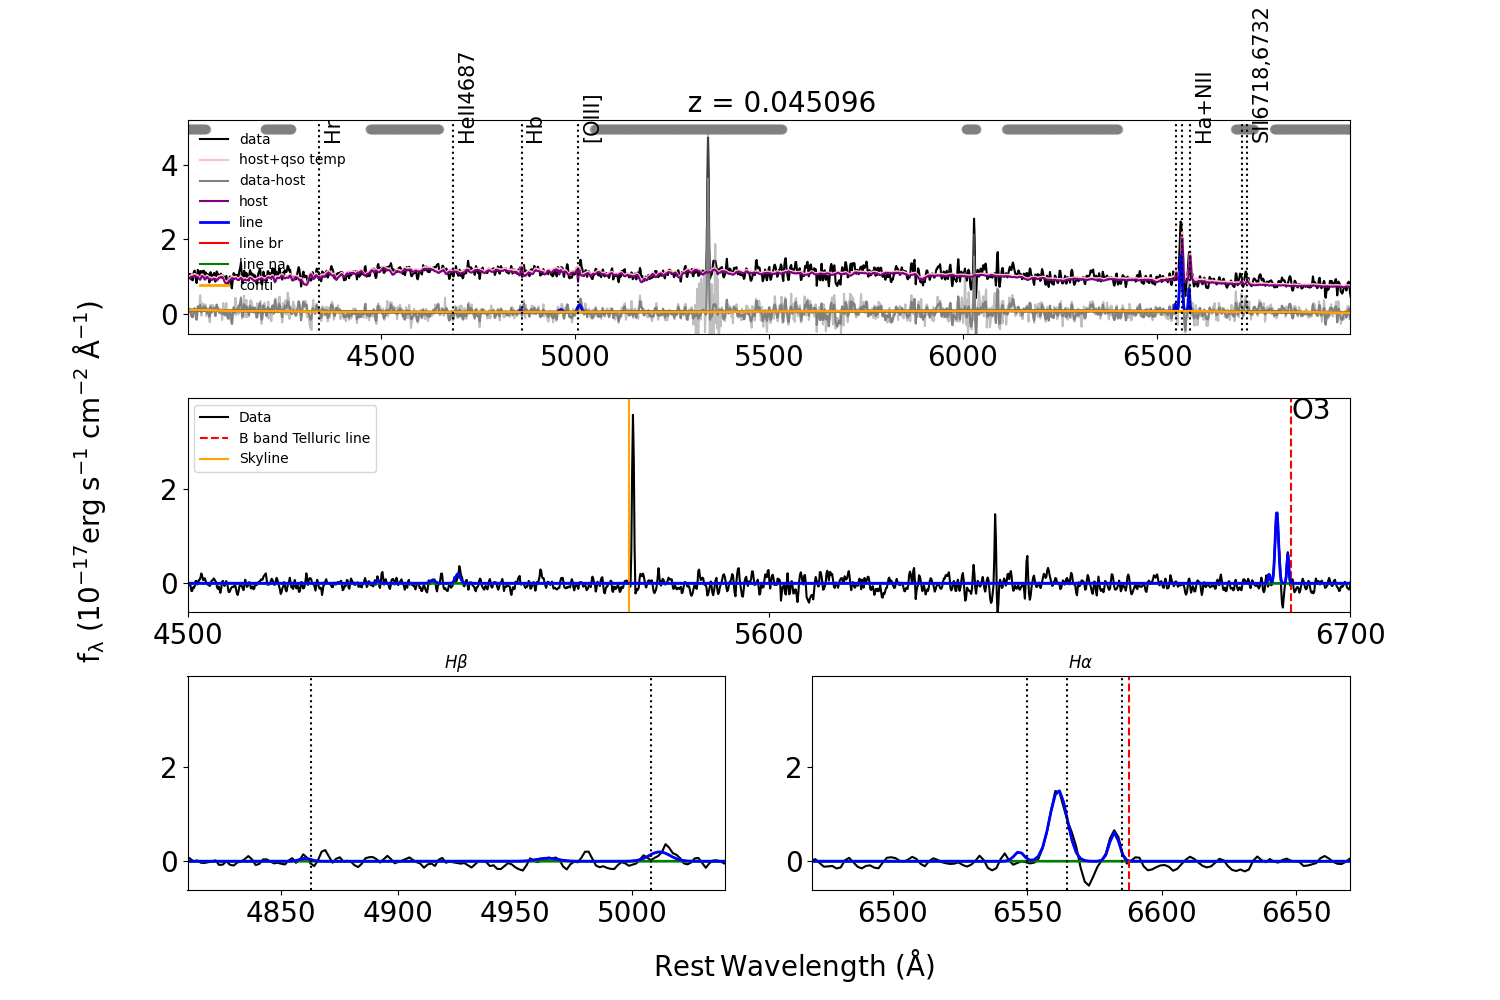 z = 0.045096
Hr
HeII4687
Hb
[OIII]
Ha+NII
SII6718,6732
data
host+qso temp
data-host
host
line
line br
line na
conti
4
2
0
4500 5000 5500 6000 6500
Data
B band Telluric line
Skyline
O3
2
0
4500 5600 6700
fλ (10⁻¹⁷erg s⁻¹ cm⁻² Å⁻¹)
Hβ
2
0
4850 4900 4950 5000
Hα
2
0
6500 6550 6600 6650
Rest Wavelength (Å)